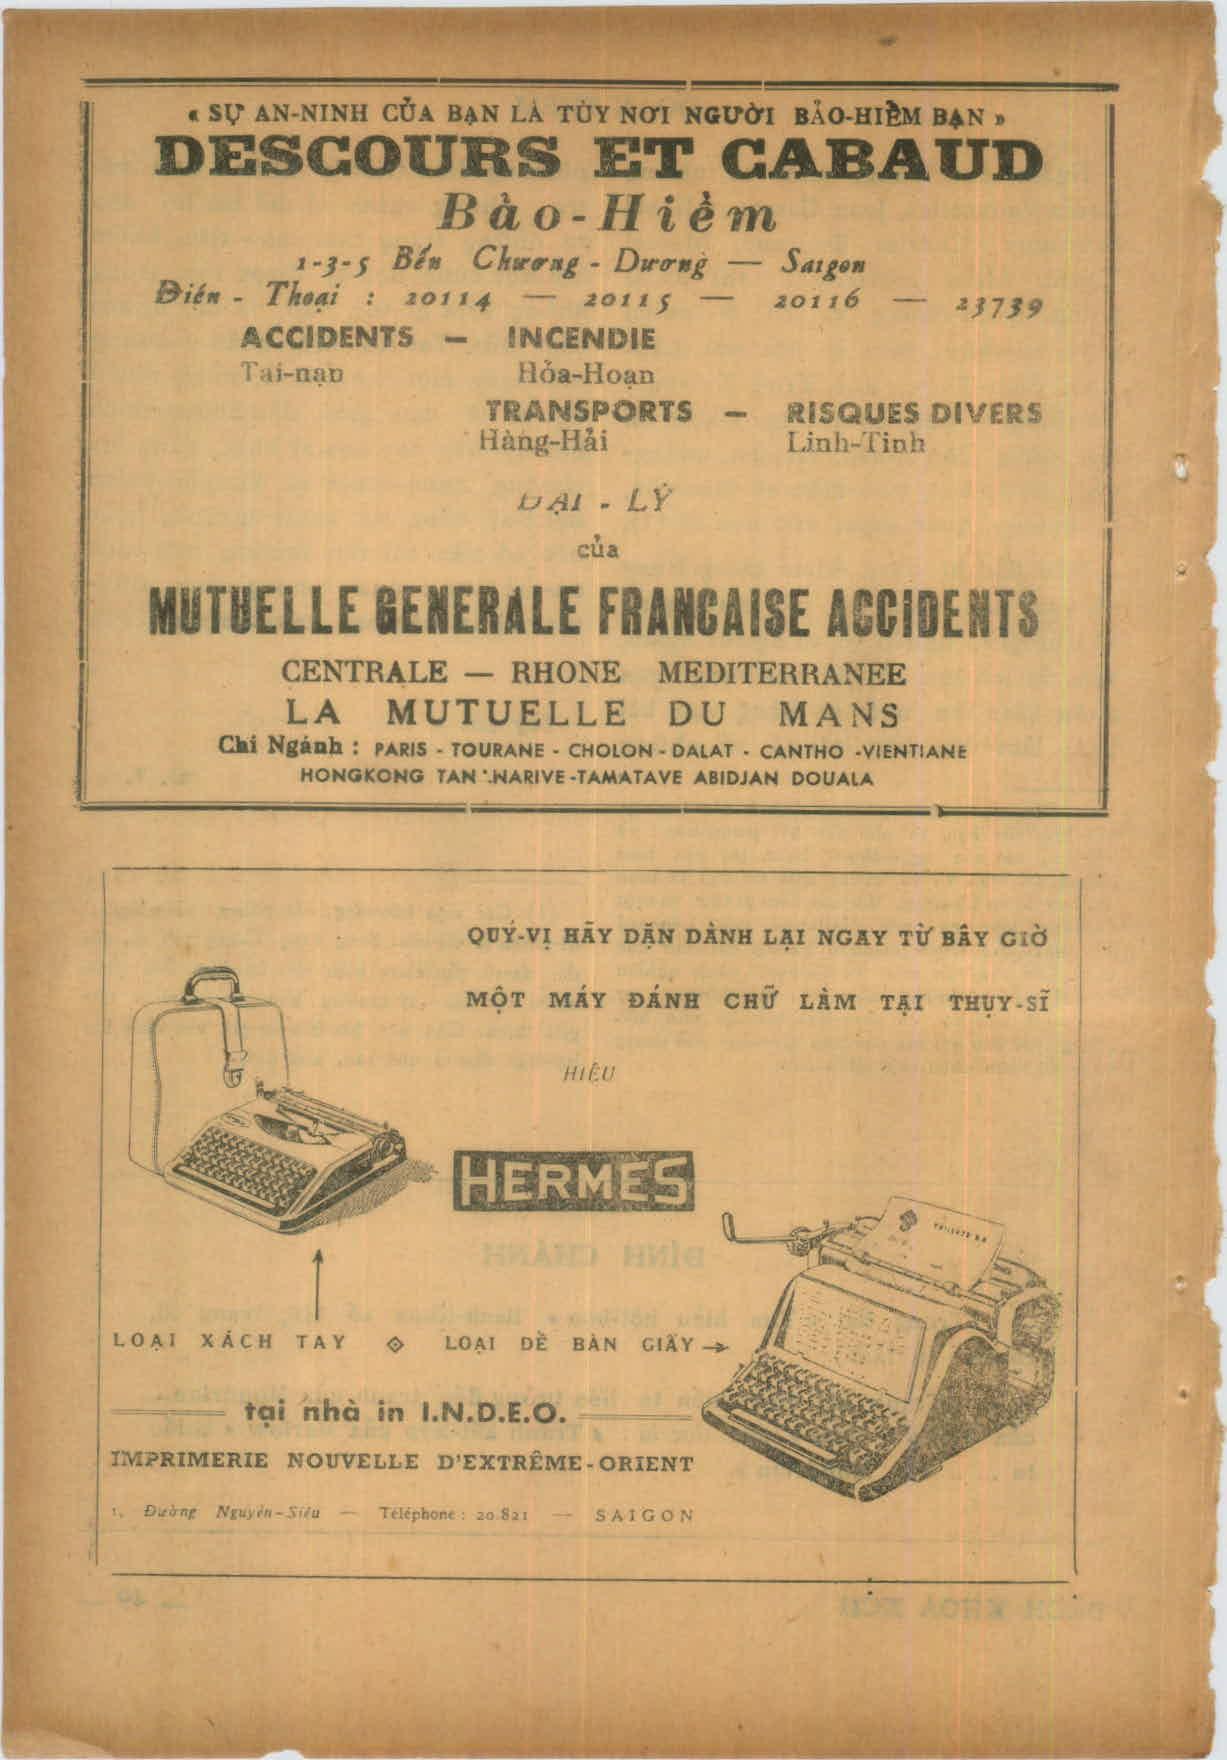 « SỰ AN-NINH CỦA BẠN LÀ TÙY NƠI NGƯỜI BẢO-HIỂM BẠN »
DESCOURS ET CABAUD
Bảo-Hiểm
1-3-5 Bến Chương - Dương — Saigon
Điện - Thoại : 20114 — 20115 — 20116 — 23739
ACCIDENTS — INCENDIE
Tai-nạn Hỏa-Hoạn
TRANSPORTS — RISQUES DIVERS
Hàng-Hải Linh-Tinh
ĐẠI - LÝ
của
MUTUELLE GENERALE FRANCAISE ACCIDENTS
CENTRALE — RHONE MEDITERRANEE
LA MUTUELLE DU MANS
Chi Ngánh : PARIS - TOURANE - CHOLON - DALAT - CANTHO -VIENTIANE
HONGKONG TAN NARIVE -TAMATAVE ABIDJAN DOUALA
QUÝ-VỊ HÃY DẶN DÀNH LẠI NGAY TỪ BÂY GIỜ
MỘT MÁY ĐÁNH CHỮ LÀM TẠI THỤY-SĨ
HIỆU
HERMES
LOẠI XÁCH TAY ◇ LOẠI ĐỀ BÀN GIẤY →
tại nhà in I.N.D.E.O.
IMPRIMERIE NOUVELLE D'EXTRÊME-ORIENT
1, Đường Nguyễn-Siêu — Téléphone : 20.821 — SAIGON